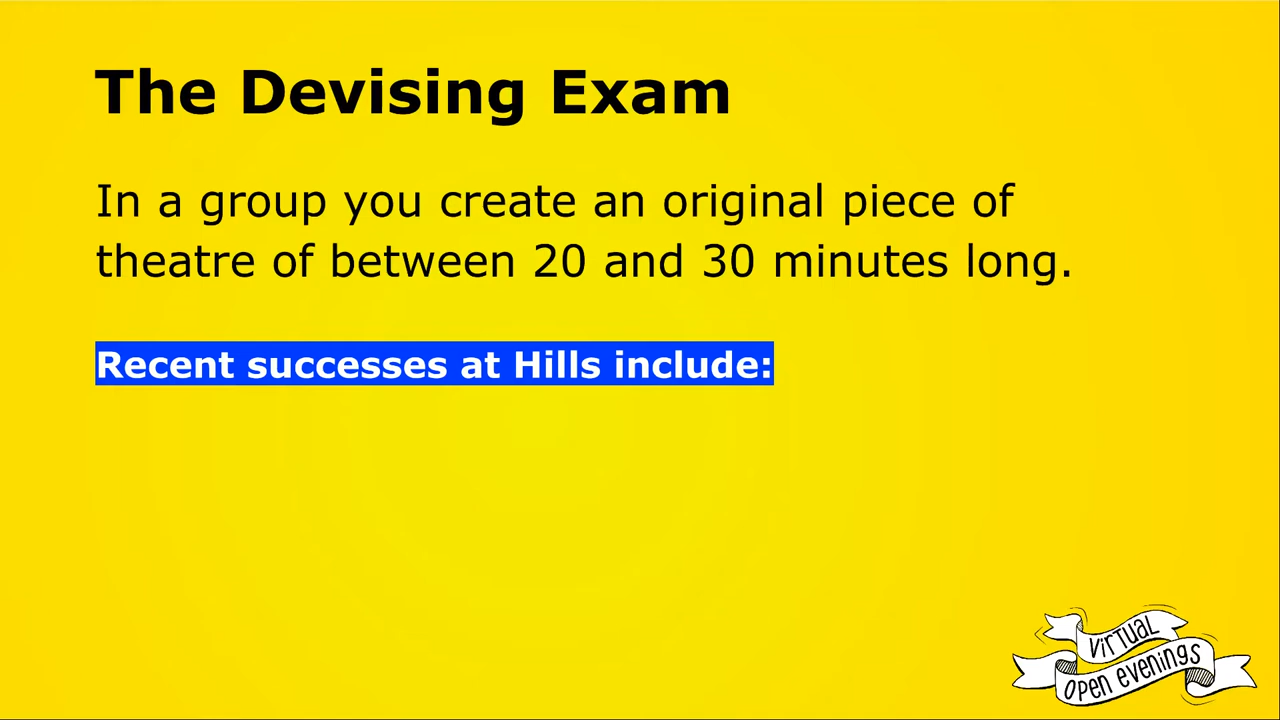 The Devising Exam
In a group you create an original piece of
theatre of between 20 and 30 minutes long.
Recent successes at Hills include:
VIRTUAL
OPEN EVENINGS